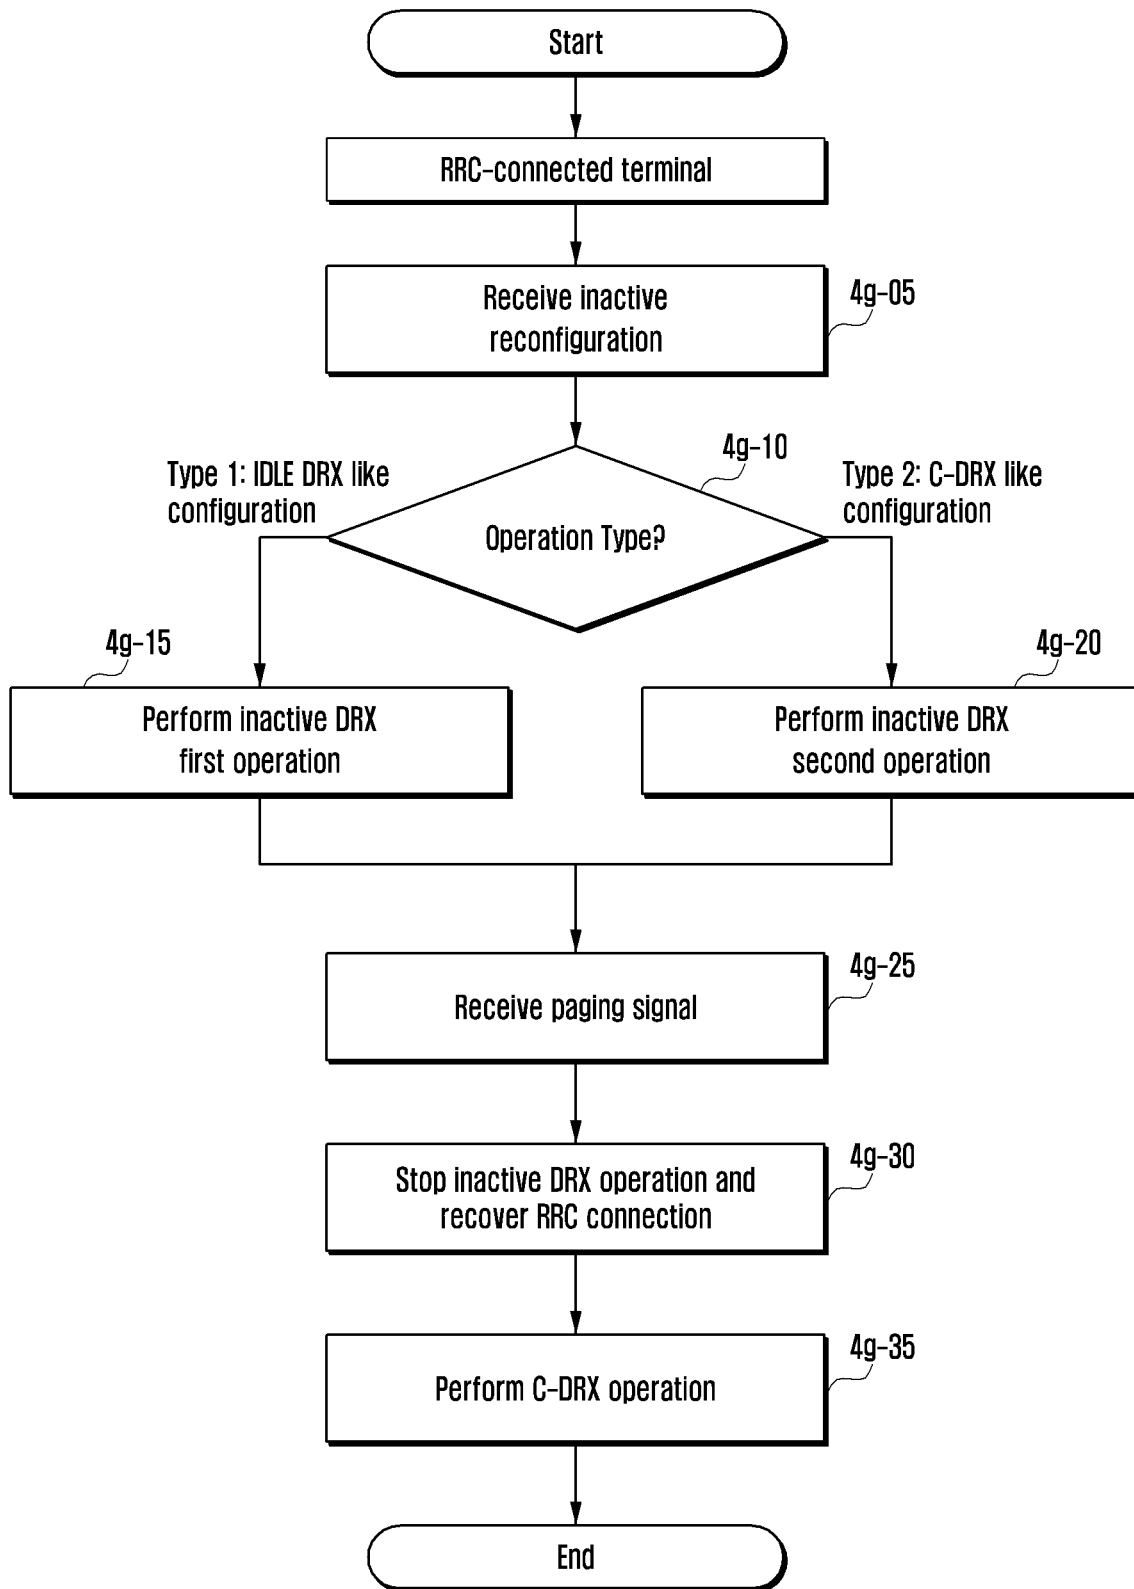 Start
RRC-connected terminal
Receive inactive
reconfiguration
4g-05
4g-10
Type 1: IDLE DRX like
configuration
Operation Type?
Type 2: C-DRX like
configuration
4g-15
Perform inactive DRX
first operation
4g-20
Perform inactive DRX
second operation
4g-25
Receive paging signal
4g-30
Stop inactive DRX operation and
recover RRC connection
4g-35
Perform C-DRX operation
End